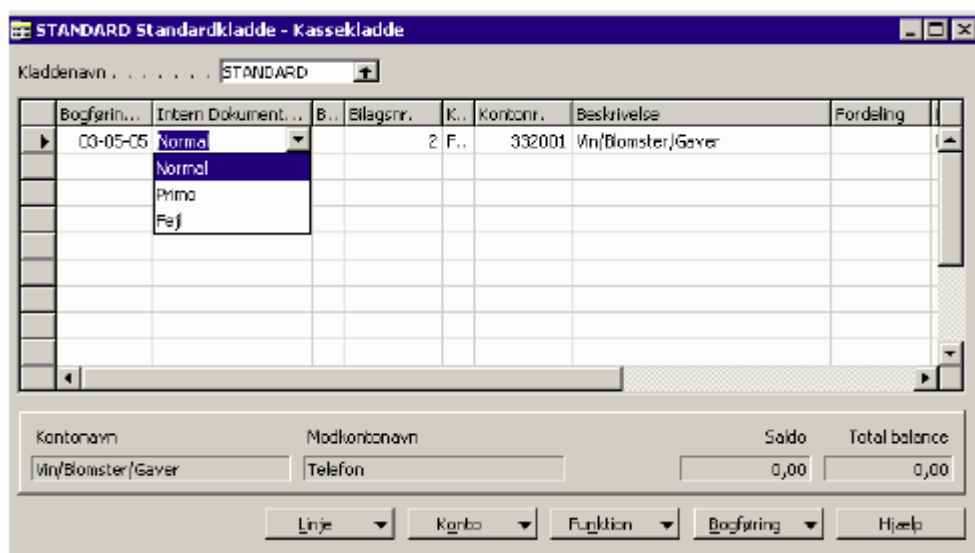 STANDARD Standardkladde - Kassekladde
Kladdenavn . . . . . . . STANDARD
Bogførin... Intern Dokument... B.. Bilagsnr. K.. Kontonr. Beskrivelse Fordeling
03-05-05 Normal 2 F.. 332001 Vin/Blomster/Gaver
Normal
Primo
Fejl
Kontonavn Modkontonavn Saldo Total balance
Vin/Blomster/Gaver Telefon 0,00 0,00
Linje Konto Funktion Bogføring Hjælp